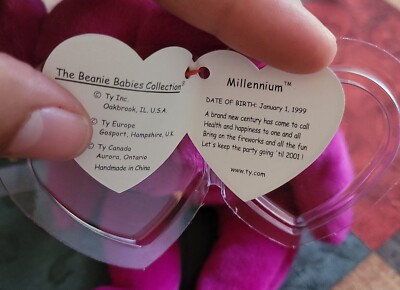 The Beanie Babies Collection®
© Ty Inc.
Oakbrook, IL. U.S.A.
© Ty Europe
Gosport, Hampshire, U.K.
© Ty Canada
Aurora, Ontario
Handmade in China
Millennium™
DATE OF BIRTH: January 1, 1999
A brand new century has come to call
Health and happiness to one and all
Bring on the fireworks and all the fun
Let's keep the party going 'til 2001 !
www.ty.com